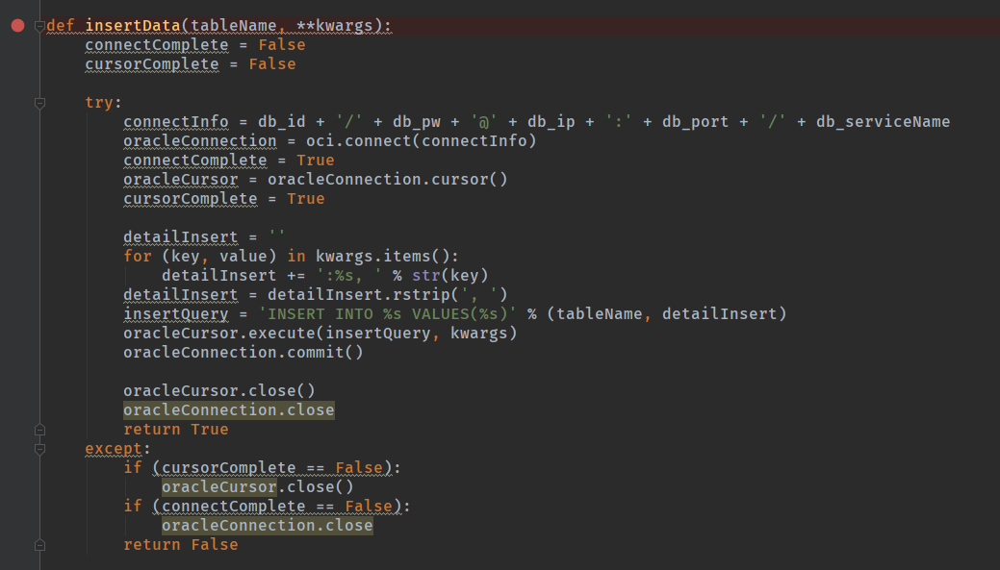 def insertData(tableName, **kwargs):
    connectComplete = False
    cursorComplete = False

    try:
        connectInfo = db_id + '/' + db_pw + '@' + db_ip + ':' + db_port + '/' + db_serviceName
        oracleConnection = oci.connect(connectInfo)
        connectComplete = True
        oracleCursor = oracleConnection.cursor()
        cursorComplete = True

        detailInsert = ''
        for (key, value) in kwargs.items():
            detailInsert += ':%s, ' % str(key)
        detailInsert = detailInsert.rstrip(', ')
        insertQuery = 'INSERT INTO %s VALUES(%s)' % (tableName, detailInsert)
        oracleCursor.execute(insertQuery, kwargs)
        oracleConnection.commit()

        oracleCursor.close()
        oracleConnection.close
        return True
    except:
        if (cursorComplete == False):
            oracleCursor.close()
        if (connectComplete == False):
            oracleConnection.close
        return False